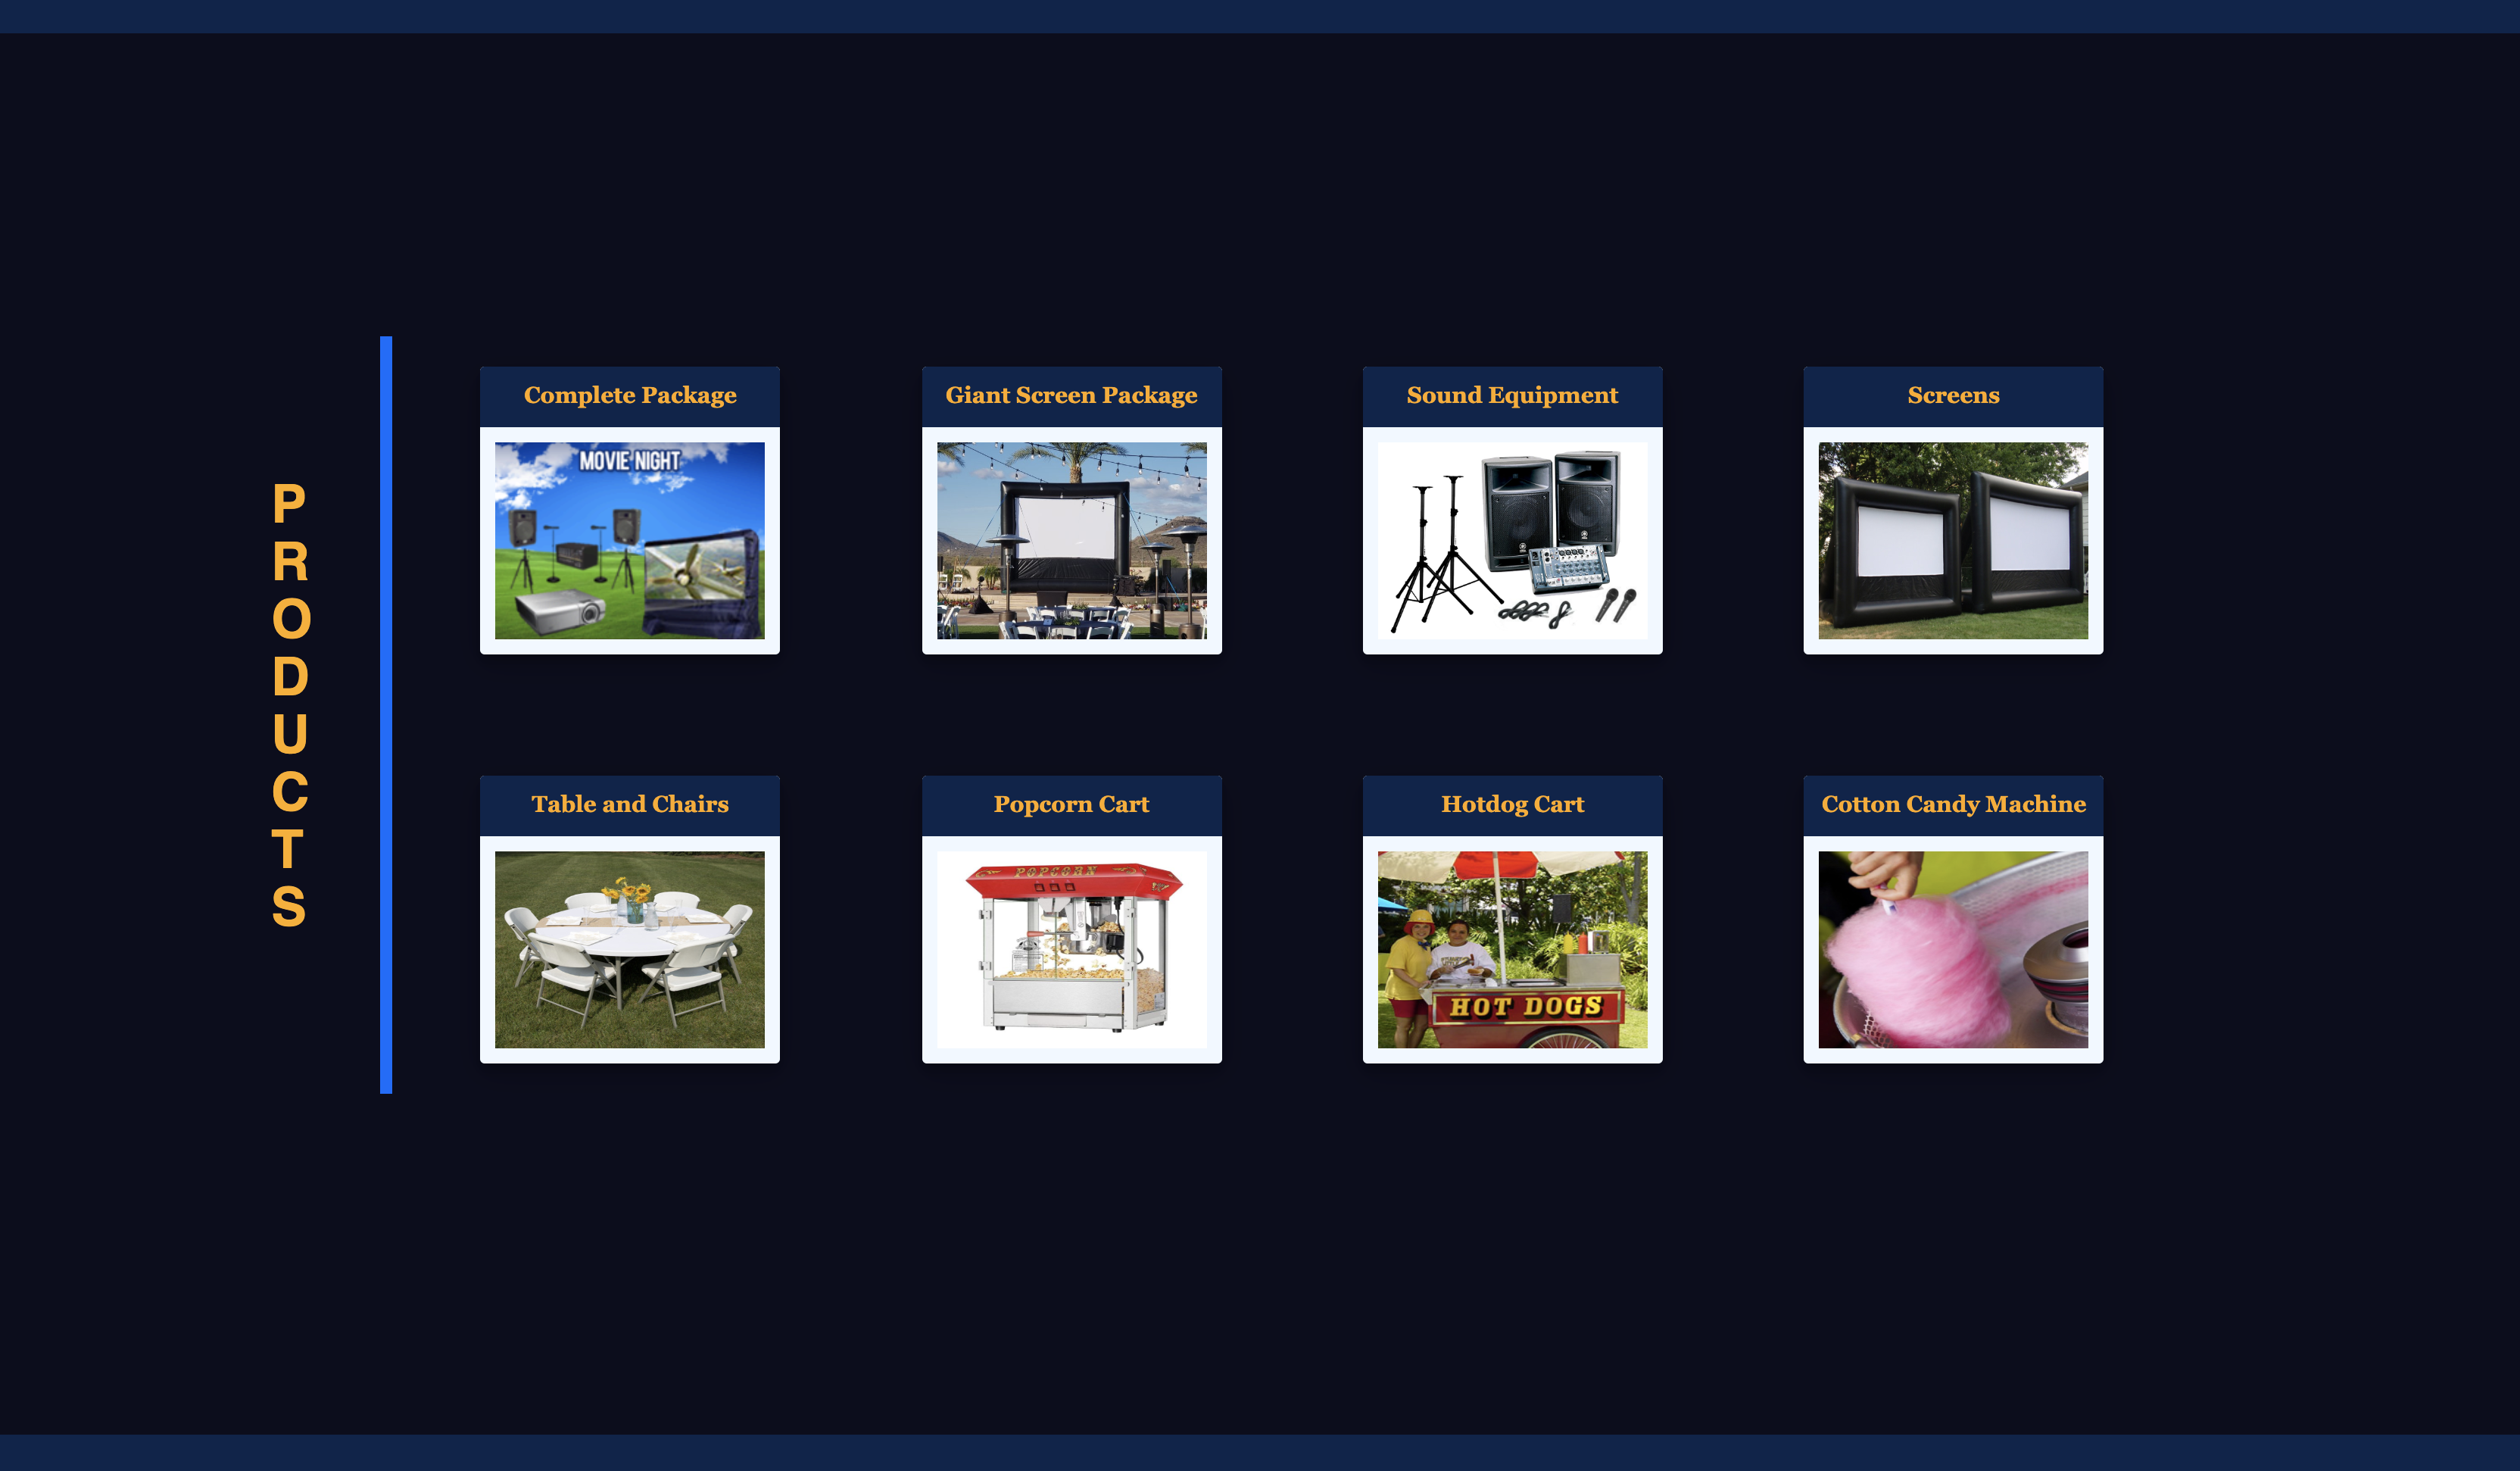 PRODUCTS
Complete Package
MOVIE NIGHT
Giant Screen Package
Sound Equipment
Screens
Table and Chairs
Popcorn Cart
POPCORN
Hotdog Cart
HOT DOGS
Cotton Candy Machine